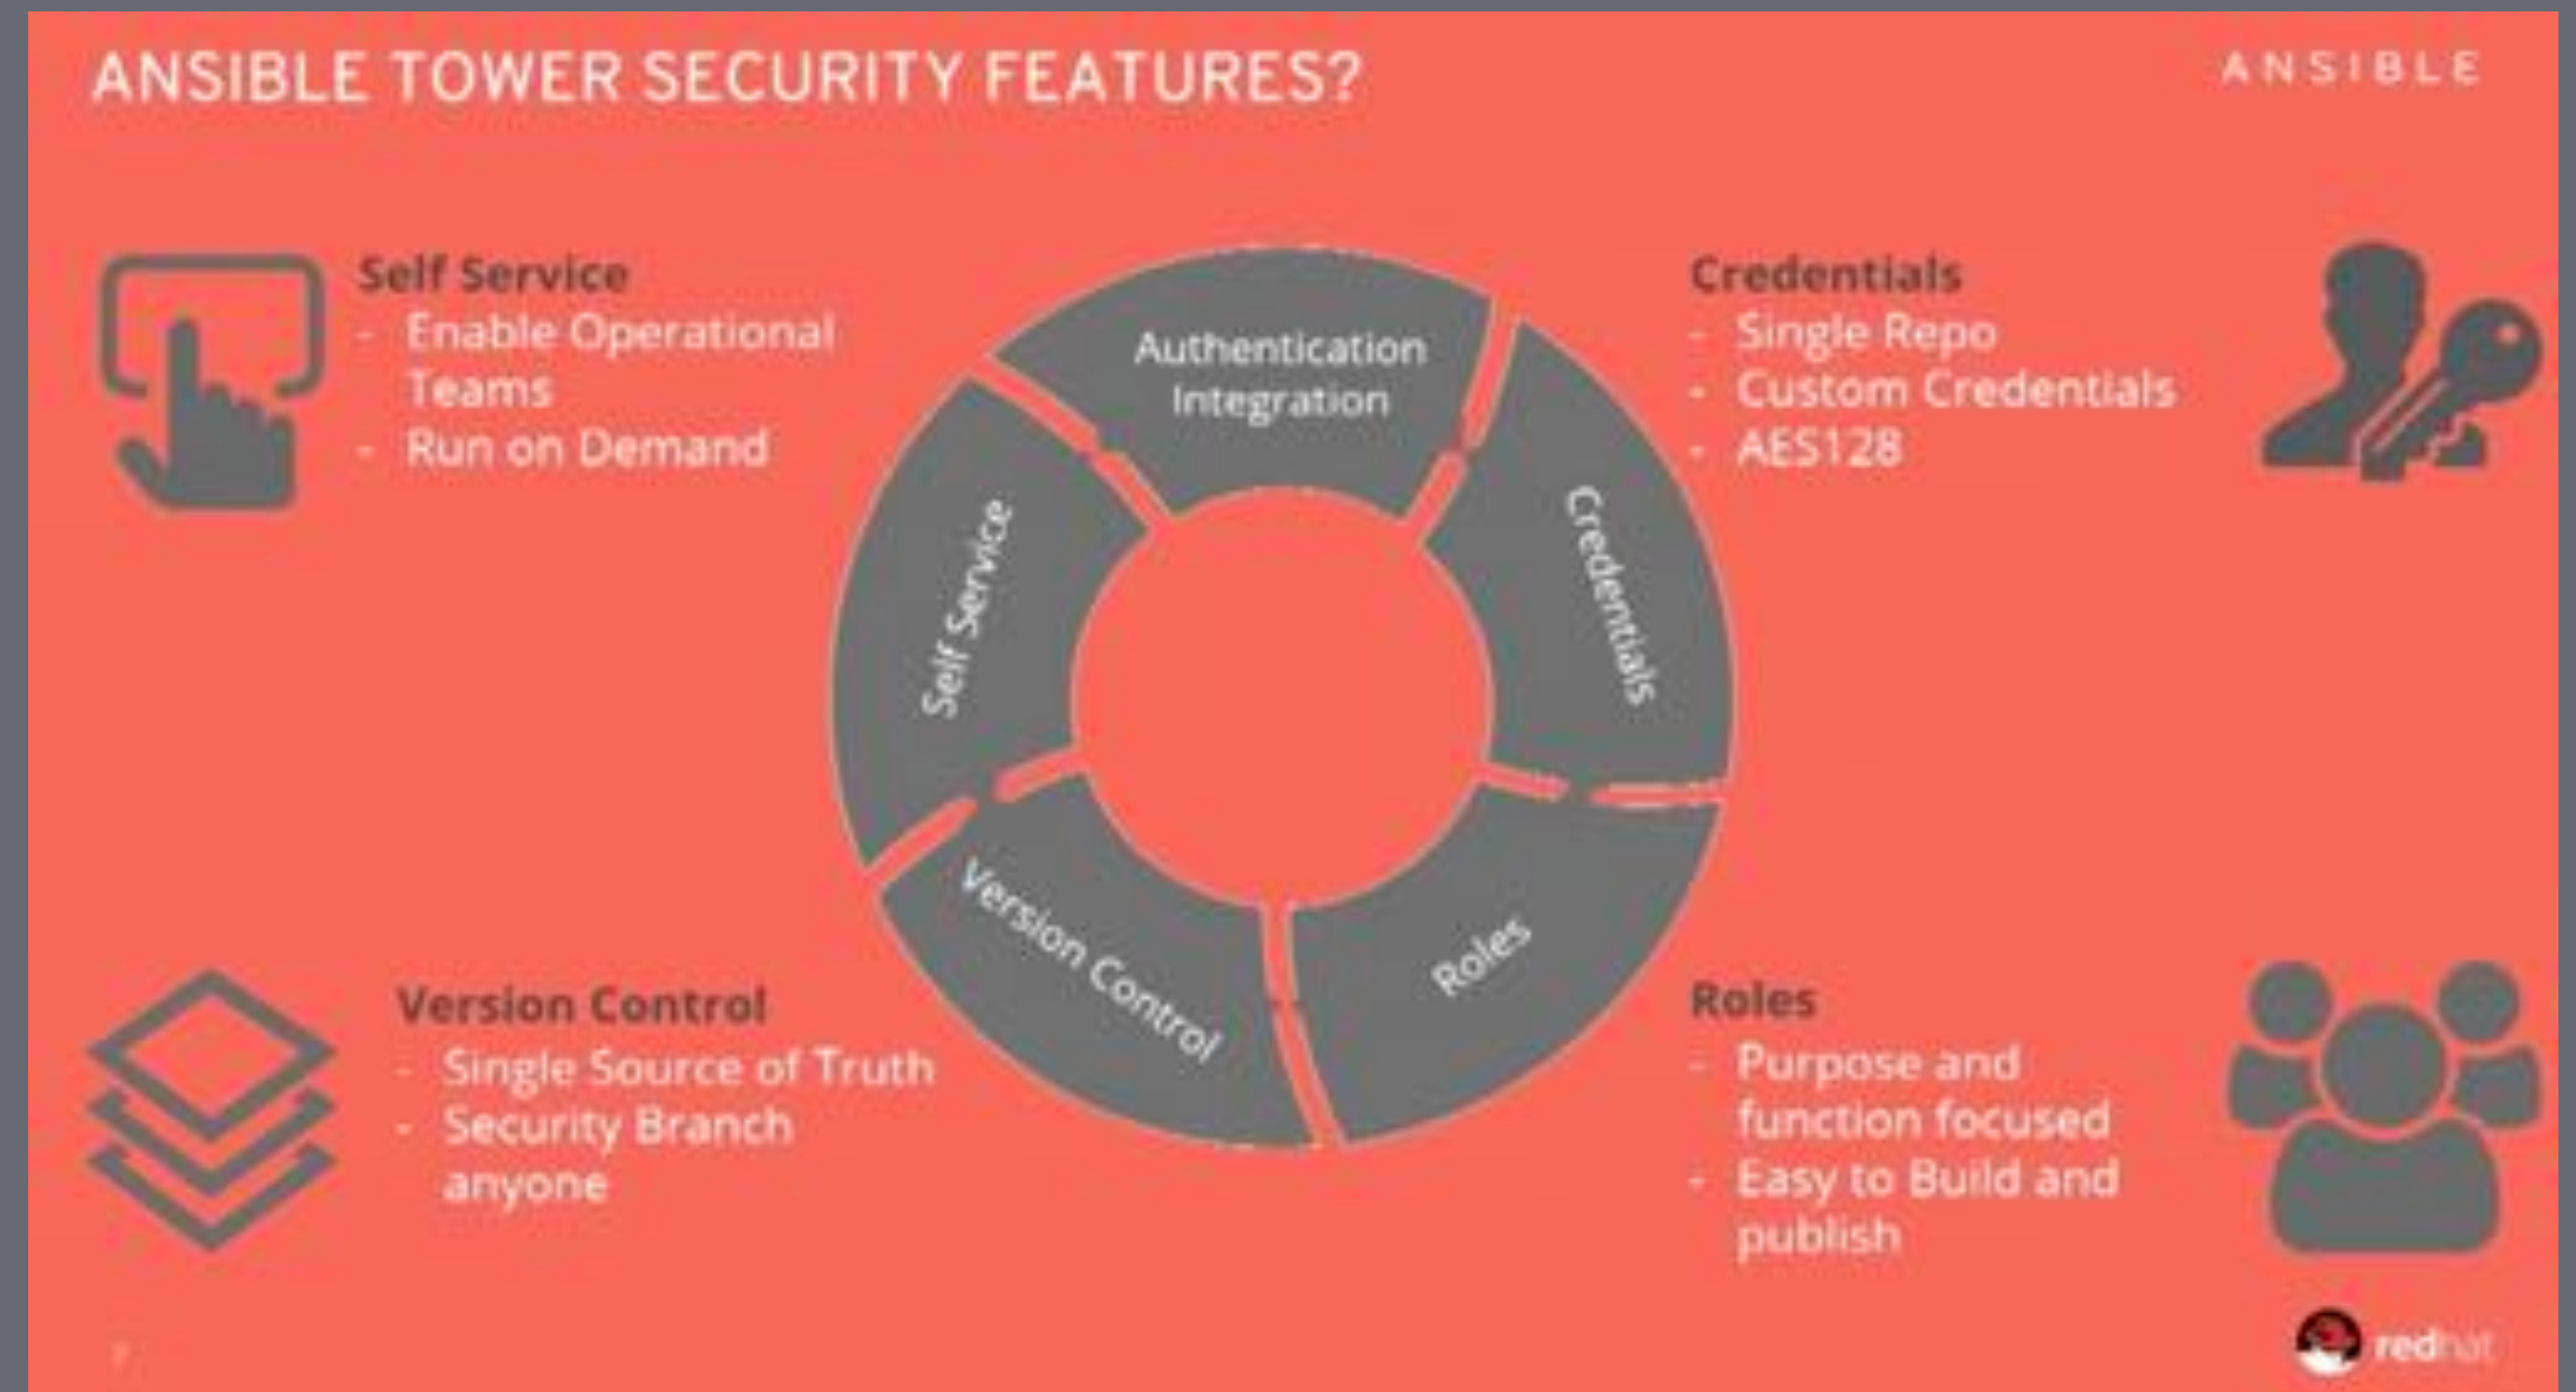 ANSIBLE TOWER SECURITY FEATURES?
ANSIBLE
Self Service
- Enable Operational
Teams
- Run on Demand
Authentication
Integration
Credentials
Roles
Version Control
Self Service
Credentials
- Single Repo
- Custom Credentials
- AES128
Version Control
- Single Source of Truth
- Security Branch
anyone
Roles
- Purpose and
function focused
- Easy to Build and
publish
redhat